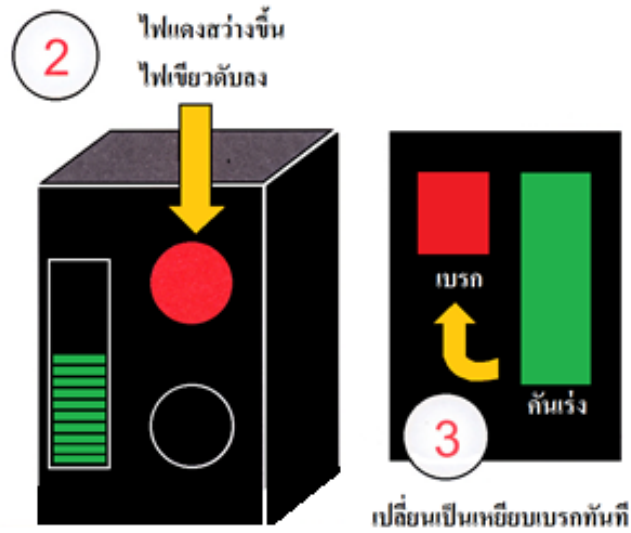 2
ไฟแดงสว่างขึ้น
ไฟเขียวดับลง
เบรก
คันเร่ง
3
เปลี่ยนเป็นเหยียบเบรกทันที